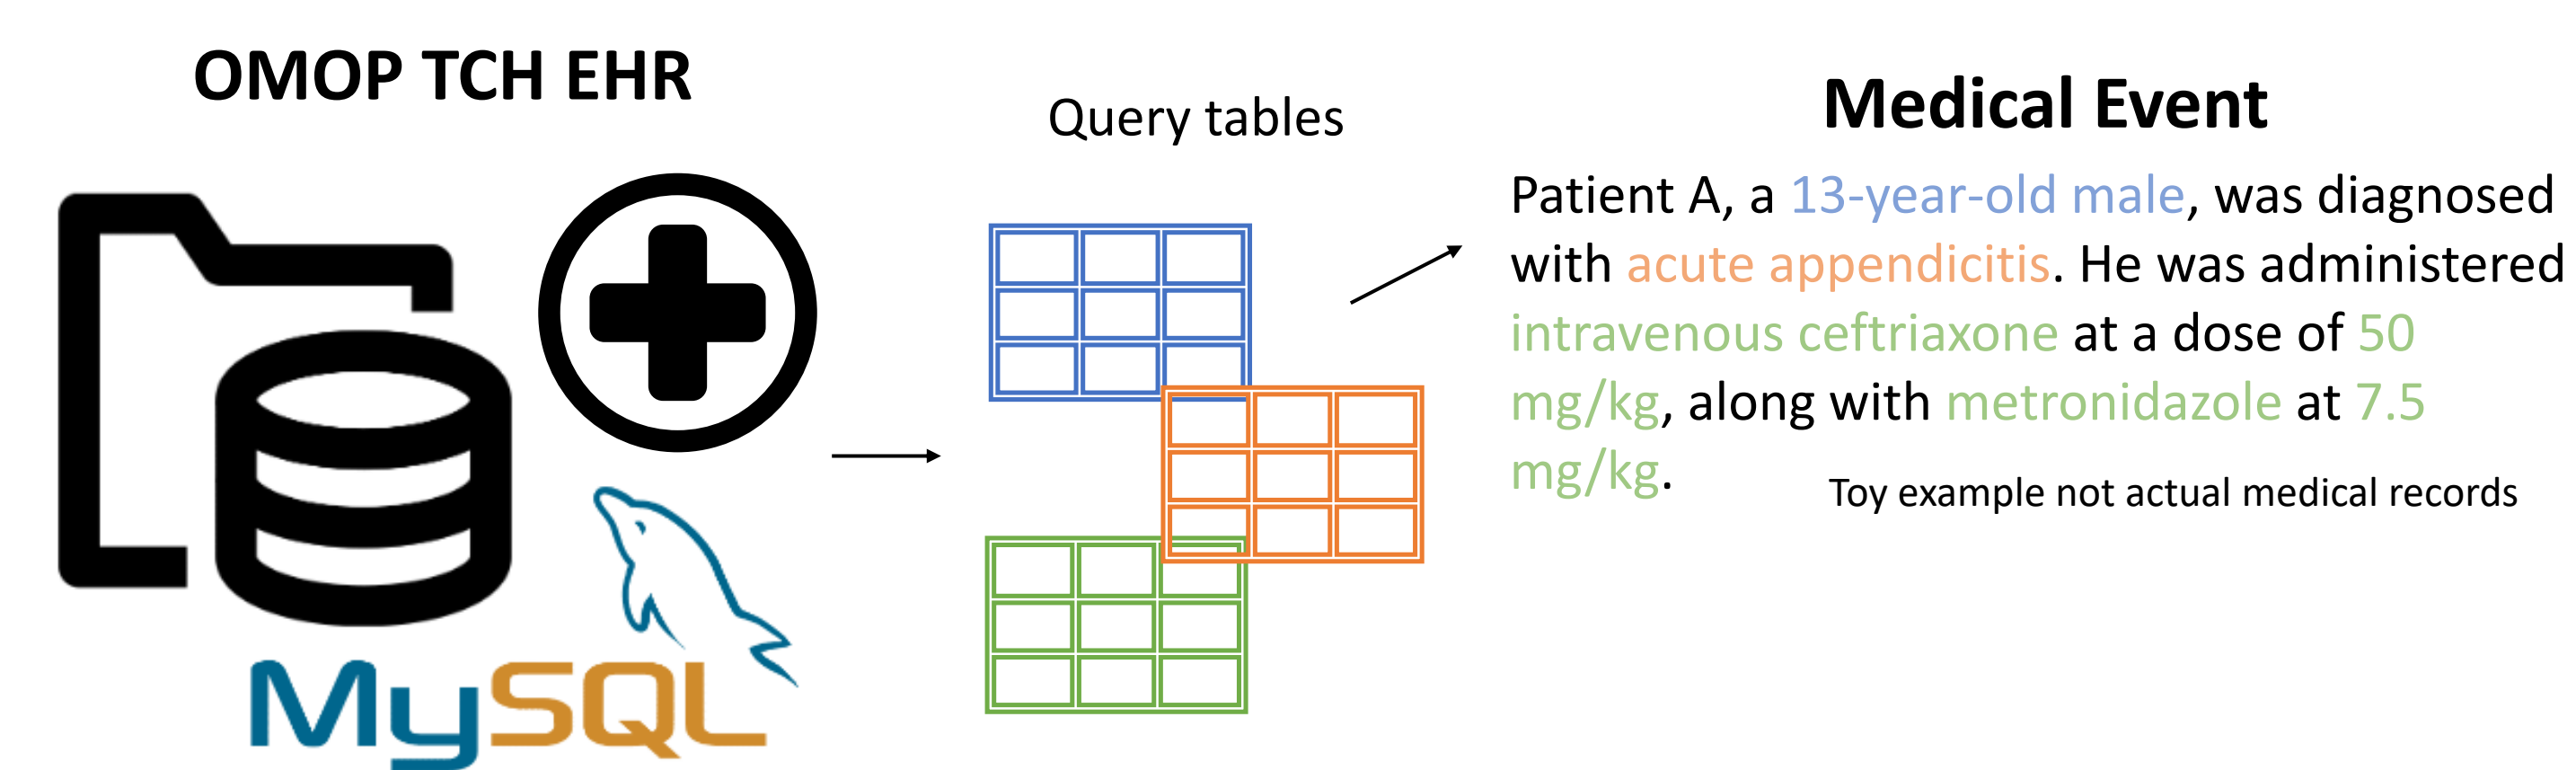 OMOP TCH EHR
Query tables
Medical Event
Patient A, a 13-year-old male, was diagnosed
with acute appendicitis. He was administered
intravenous ceftriaxone at a dose of 50
mg/kg, along with metronidazole at 7.5
mg/kg.
Toy example not actual medical records
MySQL